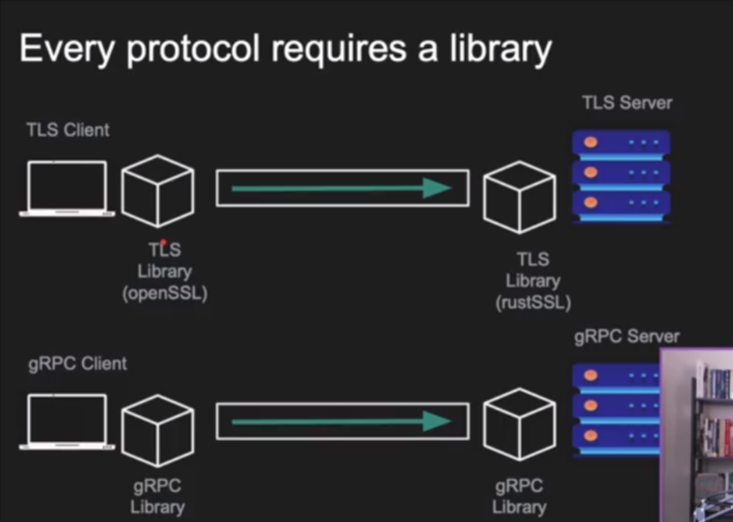 Every protocol requires a library
TLS Server
TLS Client
TLS
Library
(openSSL)
TLS
Library
(rustSSL)
gRPC Server
gRPC Client
gRPC
Library
gRPC
Library